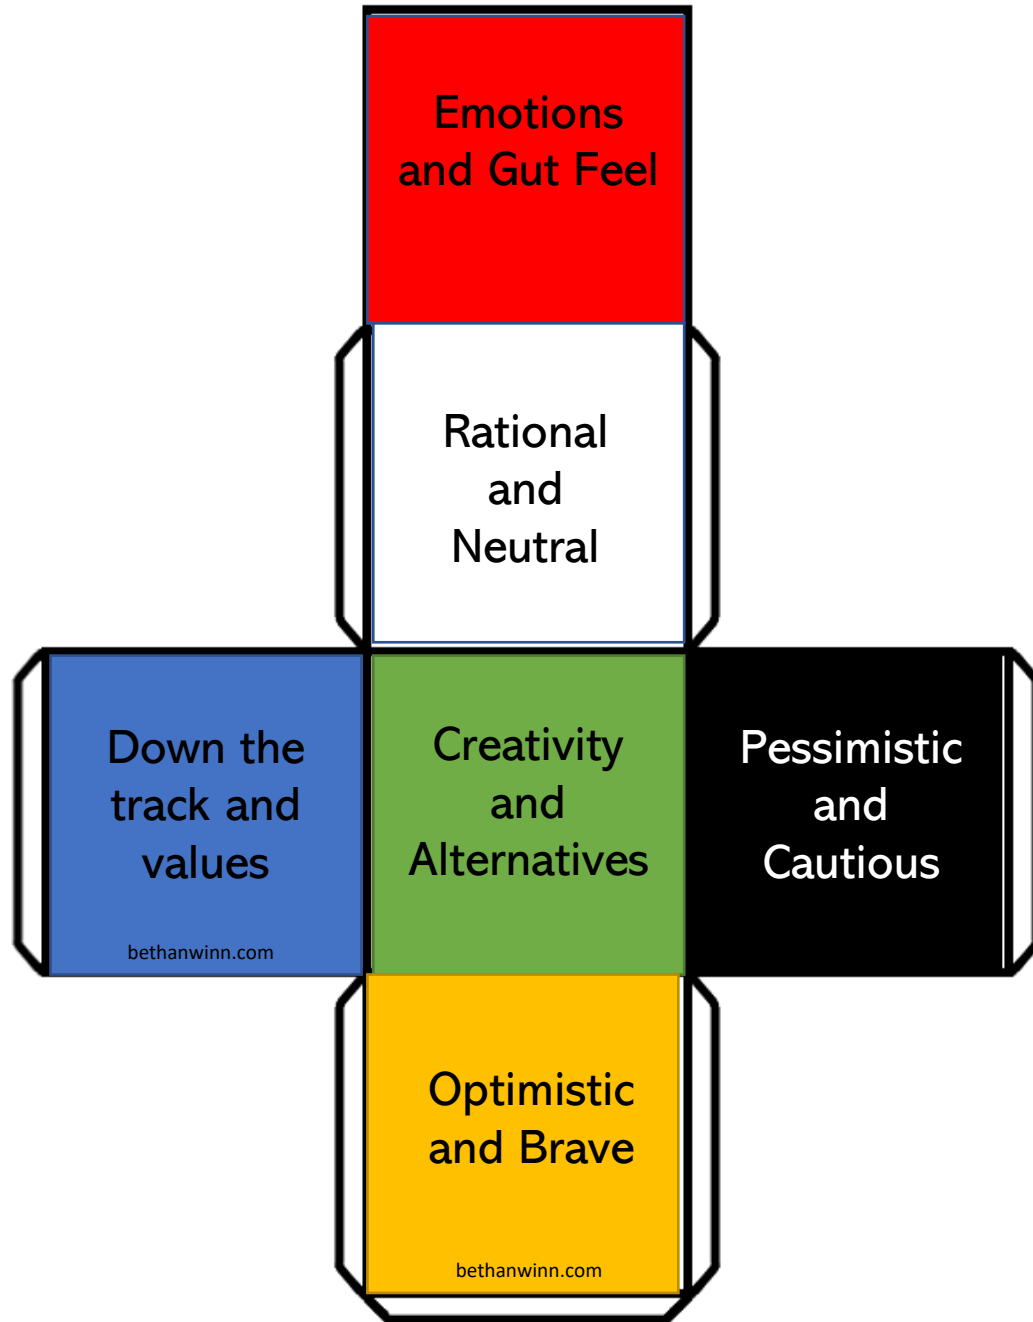 Emotions
and Gut Feel
Rational
and
Neutral
Down the
track and
values
bethanwinn.com
Creativity
and
Alternatives
Pessimistic
and
Cautious
Optimistic
and Brave
bethanwinn.com